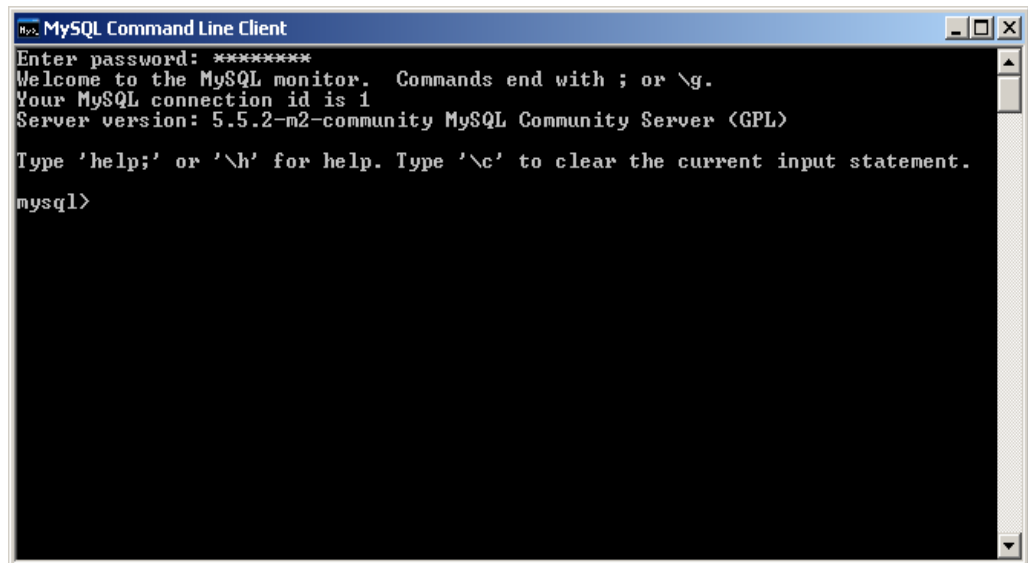 MySQL Command Line Client
Enter password: ********
Welcome to the MySQL monitor.  Commands end with ; or \g.
Your MySQL connection id is 1
Server version: 5.5.2-m2-community MySQL Community Server (GPL)
Type 'help;' or '\h' for help. Type '\c' to clear the current input statement.
mysql>